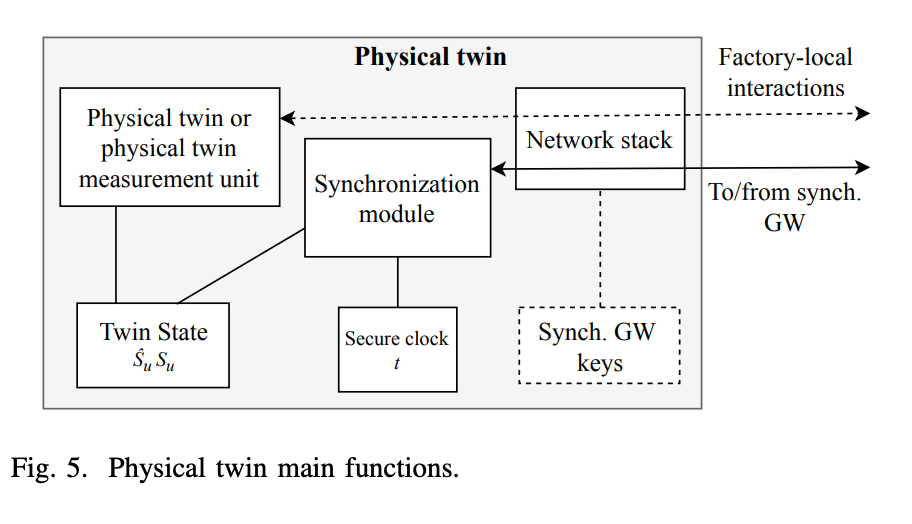 Physical twin
Factory-local
interactions
Physical twin or
physical twin
measurement unit
Network stack
Synchronization
module
To/from synch.
GW
Twin State
Ŝᵤ Sᵤ
Secure clock
t
Synch. GW
keys
Fig. 5. Physical twin main functions.